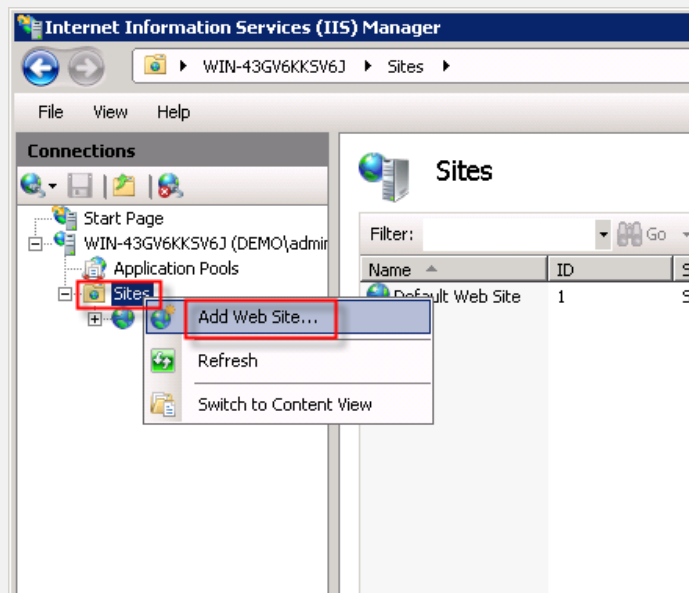 Internet Information Services (IIS) Manager
WIN-43GV6KKSV6J Sites
File View Help
Connections
Sites
Start Page
WIN-43GV6KKSV6J (DEMO\admir
Filter: Go
Application Pools
Name ID S
Sites
Default Web Site 1 S
Add Web Site...
Refresh
Switch to Content View